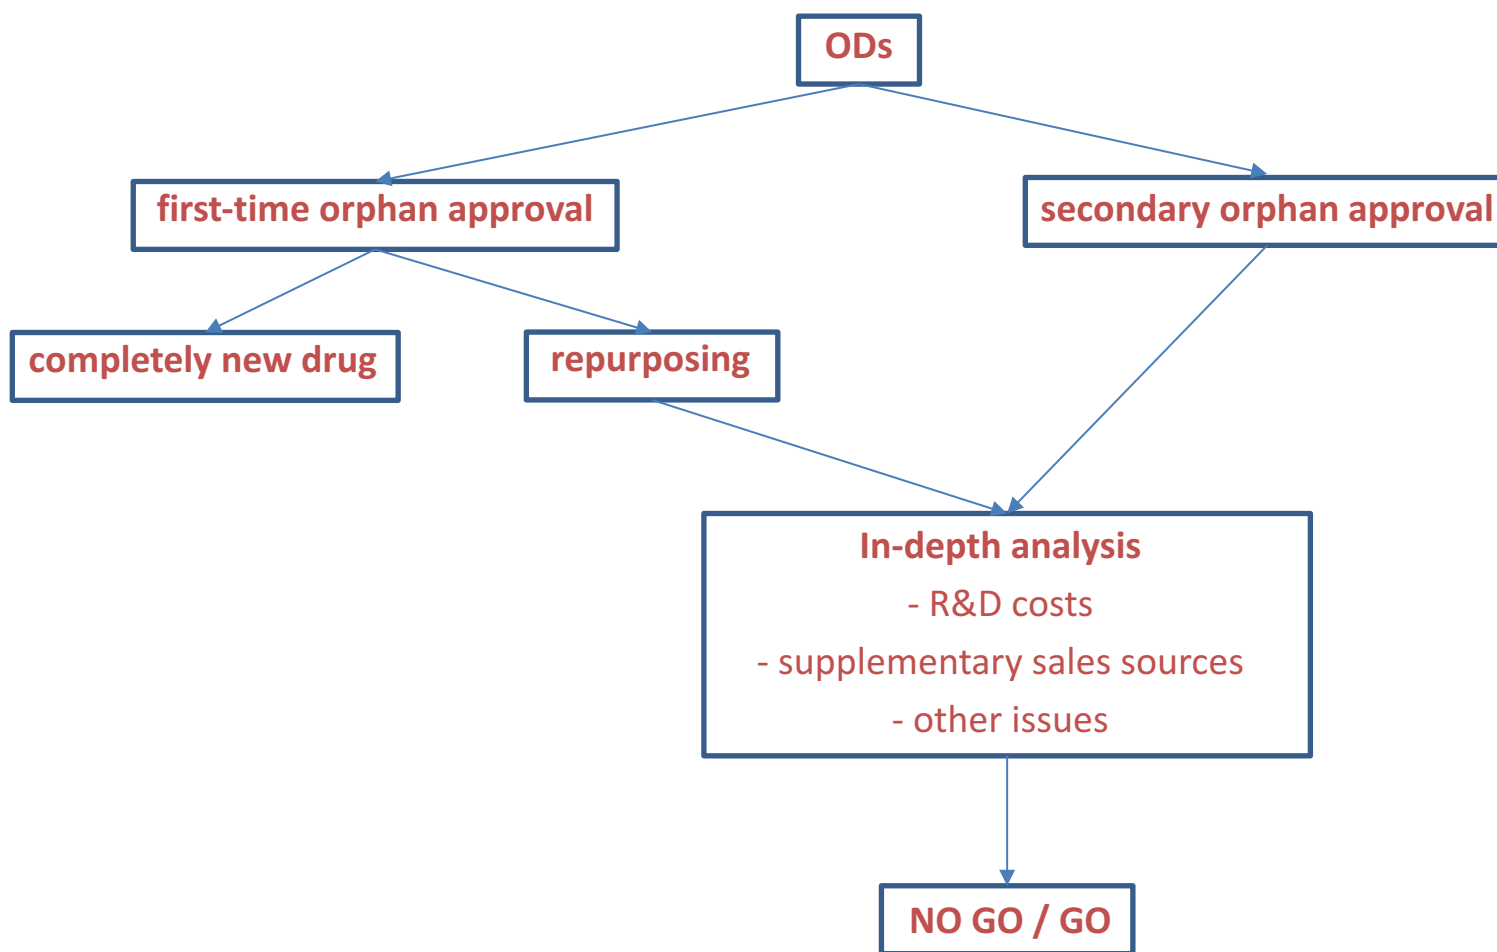 ODs
first-time orphan approval
secondary orphan approval
completely new drug
repurposing
In-depth analysis
- R&D costs
- supplementary sales sources
- other issues
NO GO / GO